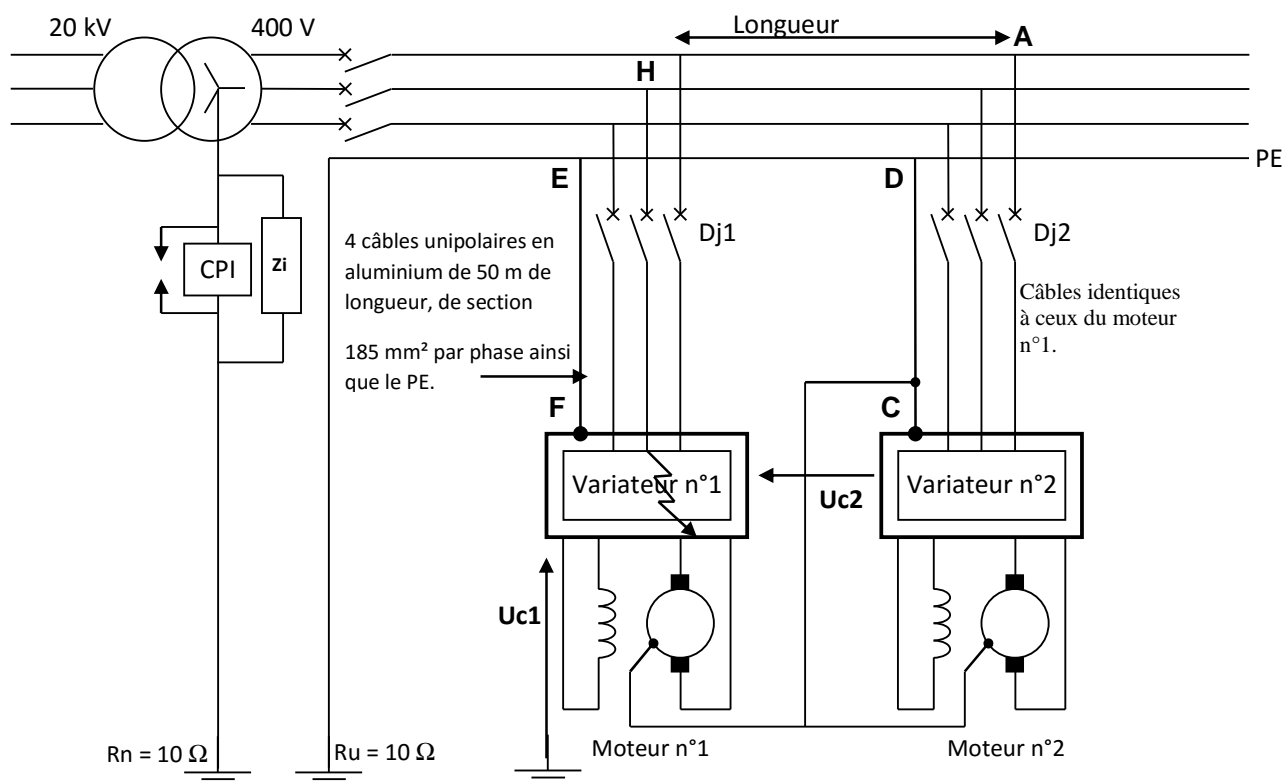 20 kV
400 V
Longueur
A
H
PE
E
D
Dj1
Dj2
CPI
Zi
4 câbles unipolaires en
aluminium de 50 m de
longueur, de section
185 mm² par phase ainsi
que le PE.
Câbles identiques
à ceux du moteur
n°1.
F
C
Variateur n°1
Uc2
Variateur n°2
Uc1
Rn = 10 Ω
Ru = 10 Ω
Moteur n°1
Moteur n°2